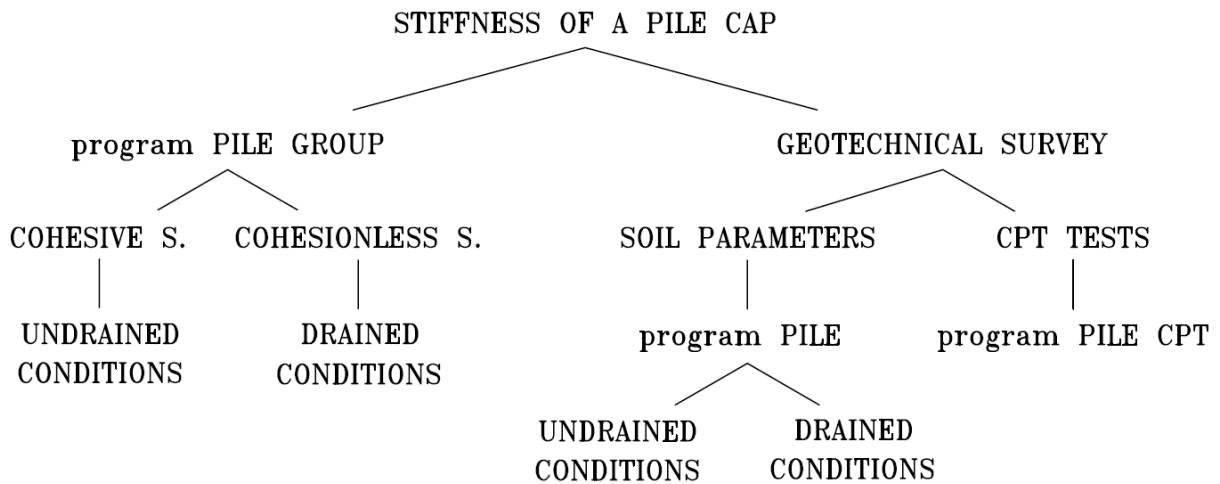 STIFFNESS OF A PILE CAP
program PILE GROUP
GEOTECHNICAL SURVEY
COHESIVE S.
COHESIONLESS S.
SOIL PARAMETERS
CPT TESTS
UNDRAINED
CONDITIONS
DRAINED
CONDITIONS
program PILE
program PILE CPT
UNDRAINED
CONDITIONS
DRAINED
CONDITIONS